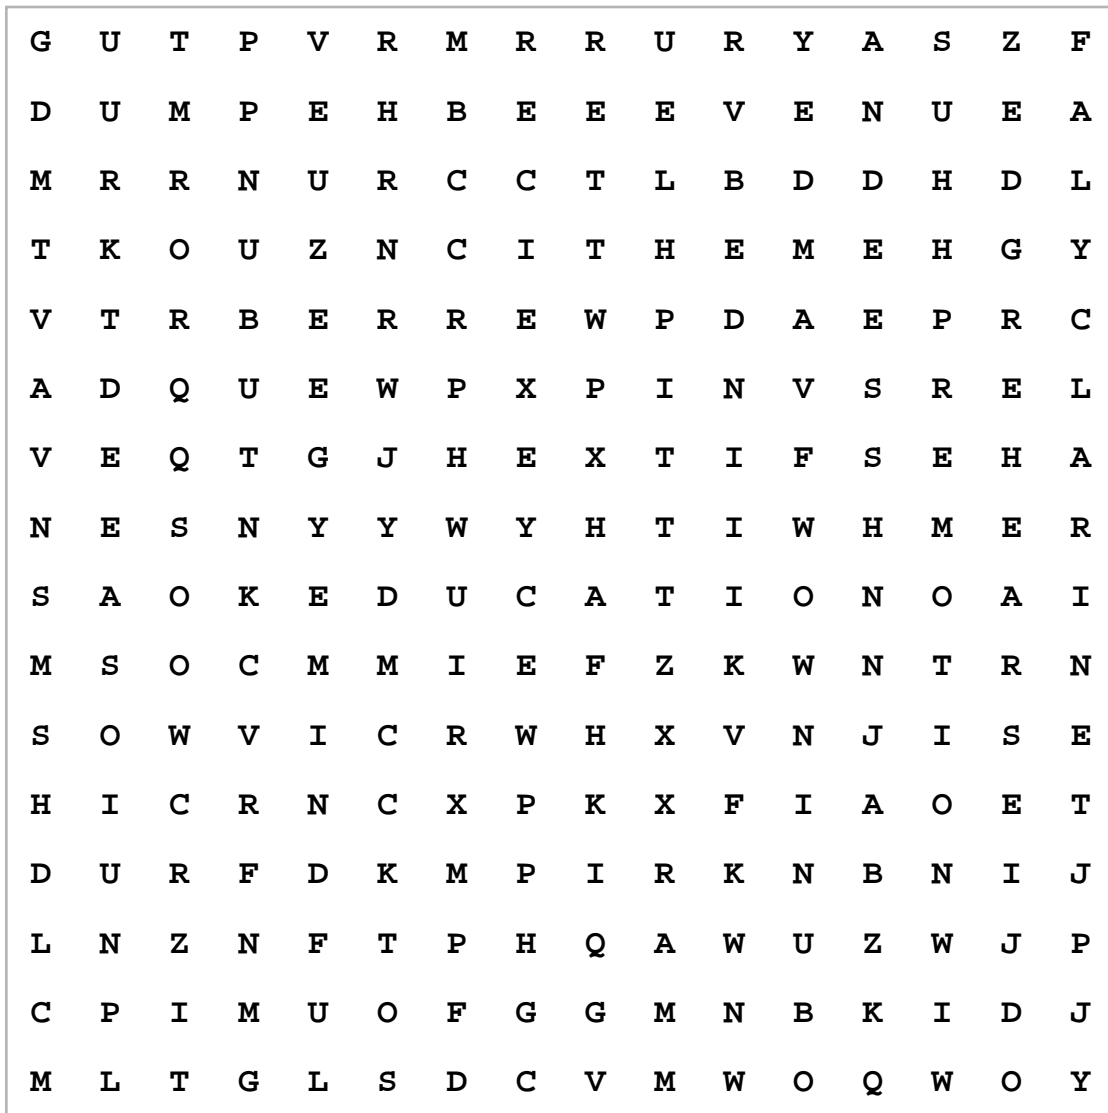 G U T P V R M R R U R Y A S Z F
D U M P E H B E E E V E N U E A
M R R N U R C C T L B D D H D L
T K O U Z N C I T H E M E H G Y
V T R B E R R E W P D A E P R C
A D Q U E W P X P I N V S R E L
V E Q T G J H E X T I F S E H A
N E S N Y Y W Y H T I W H M E R
S A O K E D U C A T I O N O A I
M S O C M M I E F Z K W N T R N
S O W V I C R W H X V N J I S E
H I C R N C X P K X F I A O E T
D U R F D K M P I R K N B N I J
L N Z N F T P H Q A W U Z W J P
C P I M U O F G G M N B K I D J
M L T G L S D C V M W O Q W O Y